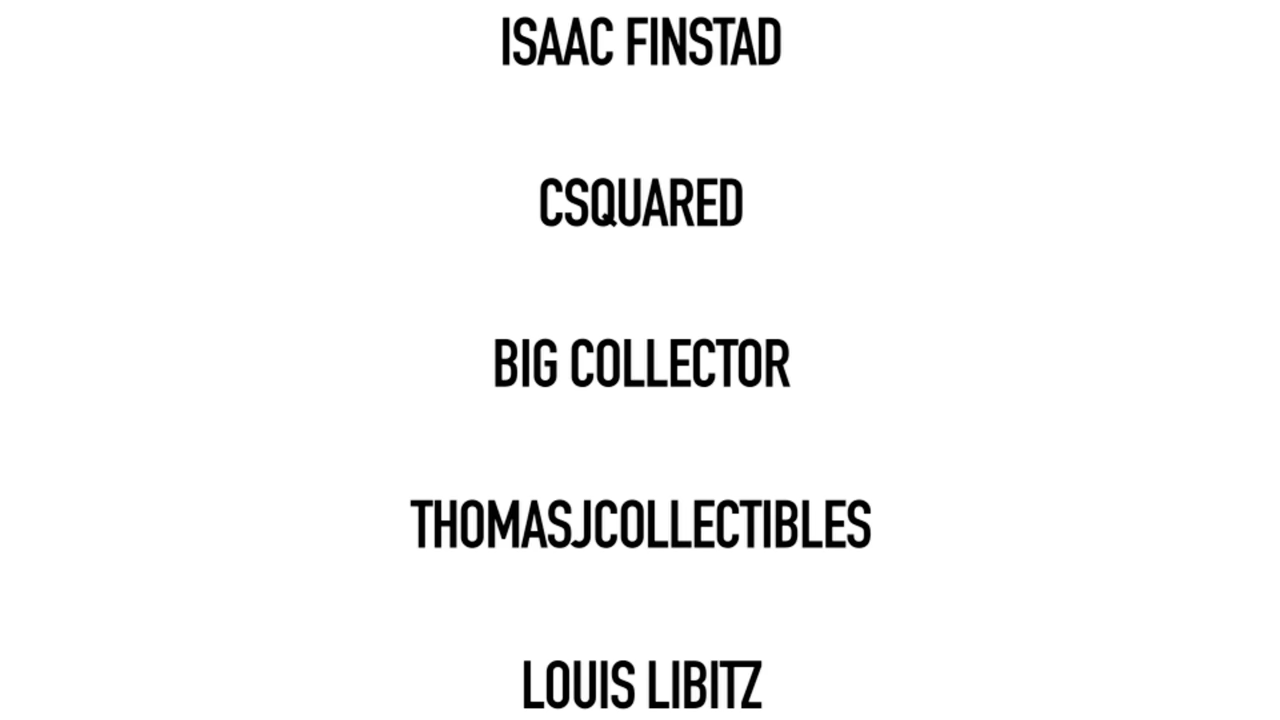 ISAAC FINSTAD
CSQUARED
BIG COLLECTOR
THOMASJCOLLECTIBLES
LOUIS LIBITZ